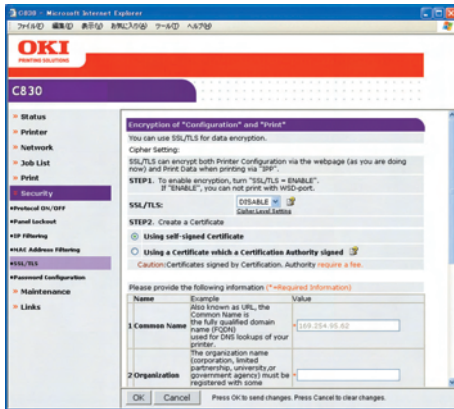 C830 - Microsoft Internet Explorer
ファイル(F) 編集(E) 表示(V) お気に入り(A) ツール(T) ヘルプ(H)
OKI
PRINTING SOLUTIONS
C830
Status
Printer
Network
Job List
Print
Security
Protocol ON/OFF
Panel Lockout
IP Filtering
MAC Address Filtering
SSL/TLS
Password Configuration
Maintenance
Links
Encryption of "Configuration" and "Print"
You can use SSL/TLS for data encryption.
Cipher Setting:
SSL/TLS can encrypt both Printer Configuration via the webpage (as you are doing
now) and Print Data when printing via "IPP".
STEP1. To enable encryption, turn "SSL/TLS = ENABLE".
If "ENABLE", you can not print with WSD-port.
SSL/TLS: DISABLE
Cipher Level Setting
STEP2. Create a Certificate
Using self-signed Certificate
Using a Certificate which a Certification Authority signed
Caution:Certificates signed by Certification. Authority require a fee.
Please provide the following information (*=Required Information)
Name Example Value
1 Common Name Also known as URL, the
Common Name is
the fully qualified domain
name (FQDN)
used for DNS lookups of your
printer. * 169.254.95.62
2 Organization The organization name
(corporation, limited
partnership, university,or
government agency) must be
registered with some *
OK Cancel Press OK to send changes. Press Cancel to clear changes.